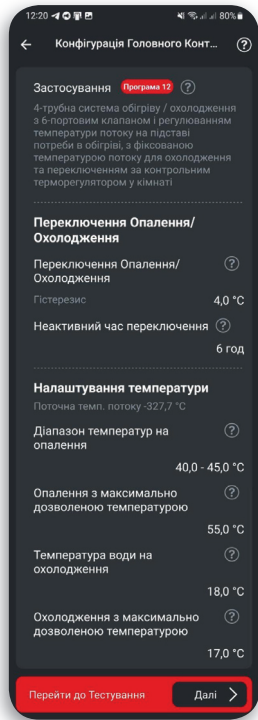 12:20
80%
Конфігурація Головного Конт...
Застосування Програма 12
4-трубна система обігріву / охолодження
з 6-портовим клапаном і регулюванням
температури потоку на підставі
потреби в обігріві, з фіксованою
температурою потоку для охолодження
та переключенням за контрольним
терморегулятором у кімнаті
Переключення Опалення/
Охолодження
Переключення Опалення/
Охолодження
Гістерезис
4,0 °C
Неактивний час переключення
6 год
Налаштування температури
Поточна темп. потоку -327,7 °C
Діапазон температур на
опалення
40,0 - 45,0 °C
Опалення з максимально
дозволеною температурою
55,0 °C
Температура води на
охолодження
18,0 °C
Охолодження з максимально
дозволеною температурою
17,0 °C
Перейти до Тестування
Далі